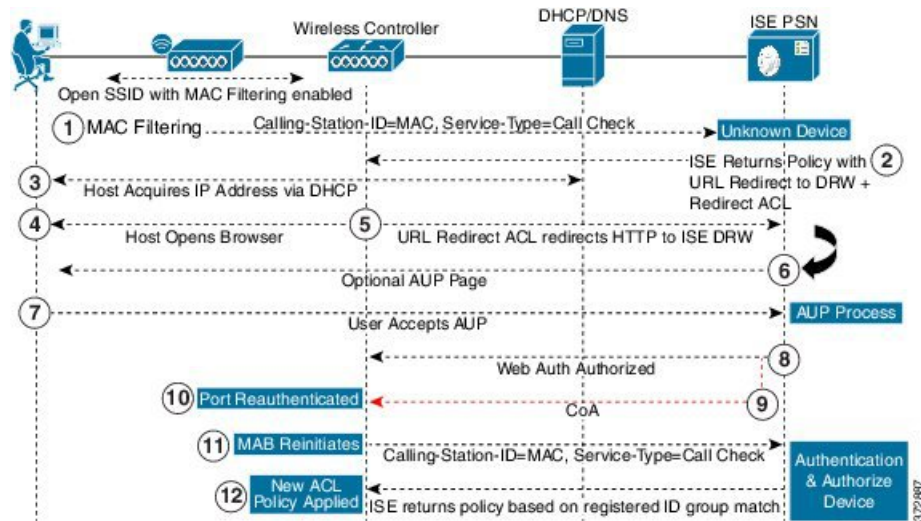 DHCP/DNS
ISE PSN
Wireless Controller
Open SSID with MAC Filtering enabled
1 MAC Filtering
Calling-Station-ID=MAC, Service-Type=Call Check
Unknown Device
2
ISE Returns Policy with
URL Redirect to DRW +
Redirect ACL
3
Host Acquires IP Address via DHCP
4
5
Host Opens Browser
URL Redirect ACL redirects HTTP to ISE DRW
6
Optional AUP Page
7
AUP Process
User Accepts AUP
8
Web Auth Authorized
9
10 Port Reauthenticated
CoA
11 MAB Reinitiates
Calling-Station-ID=MAC, Service-Type=Call Check
Authentication
& Authorize
Device
12
New ACL
Policy Applied
ISE returns policy based on registered ID group match
372887